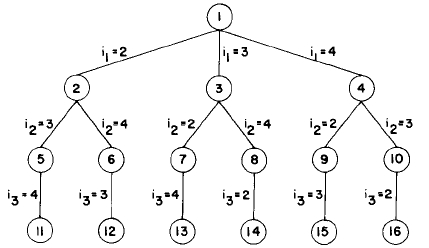 1
i₁=2 i₁=3 i₁=4
2 3 4
i₂=3 i₂=4 i₂=2 i₂=4 i₂=2 i₂=3
5 6 7 8 9 10
i₃=4 i₃=3 i₃=4 i₃=2 i₃=3 i₃=2
11 12 13 14 15 16